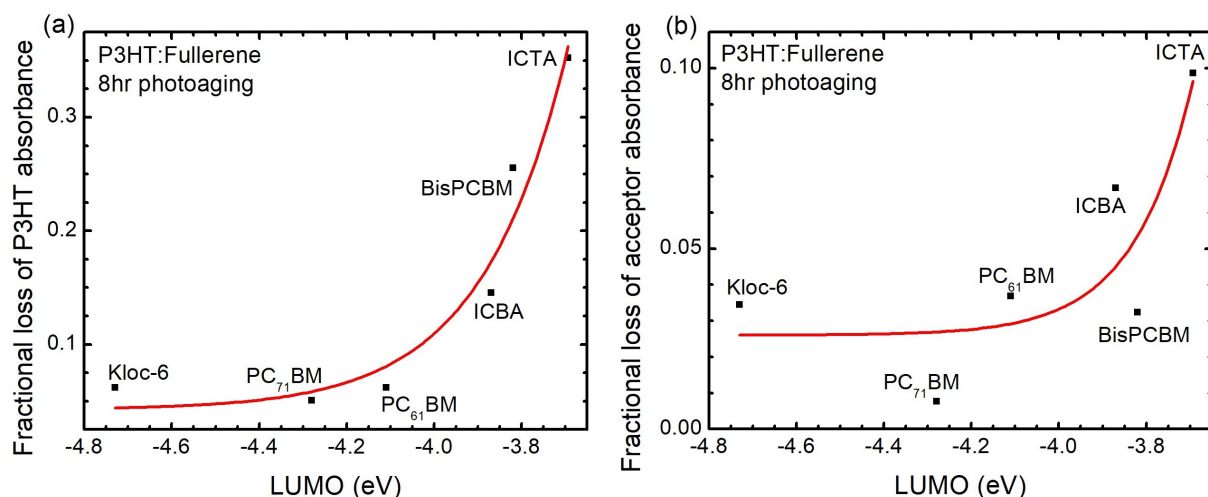 (a)
P3HT:Fullerene
8hr photoaging
ICTA
BisPCBM
ICBA
Kloc-6
PC71BM
PC61BM
0.3
0.2
0.1
-4.8 -4.6 -4.4 -4.2 -4.0 -3.8
LUMO (eV)
Fractional loss of P3HT absorbance
(b)
P3HT:Fullerene
8hr photoaging
ICTA
ICBA
PC61BM
Kloc-6
BisPCBM
PC71BM
0.10
0.05
0.00
-4.8 -4.6 -4.4 -4.2 -4.0 -3.8
LUMO (eV)
Fractional loss of acceptor absorbance